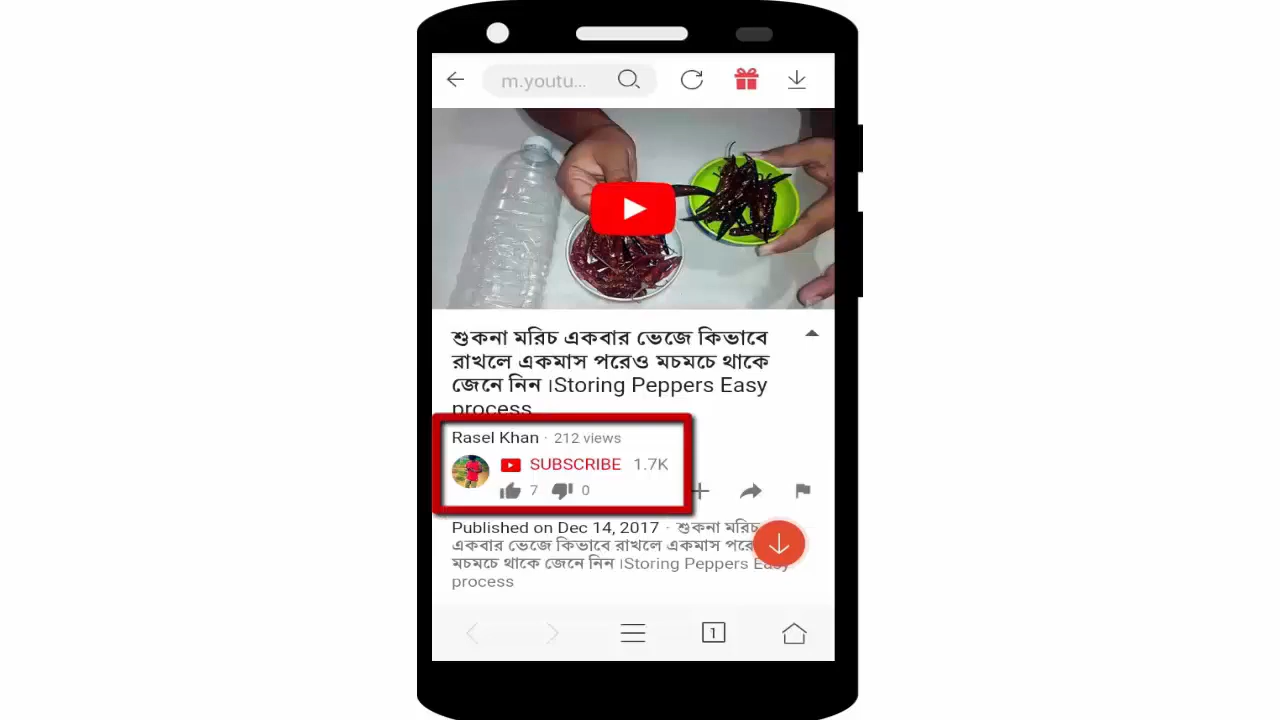 m.youtu...
শুকনা মরিচ একবার ভেজে কিভাবে
রাখলে একমাস পরেও মচমচে থাকে
জেনে নিন ।Storing Peppers Easy
process
Rasel Khan · 212 views
SUBSCRIBE 1.7K
7 0
Published on Dec 14, 2017 · শুকনা মরিচ
একবার ভেজে কিভাবে রাখলে একমাস পরে
মচমচে থাকে জেনে নিন ।Storing Peppers Easy
process
1